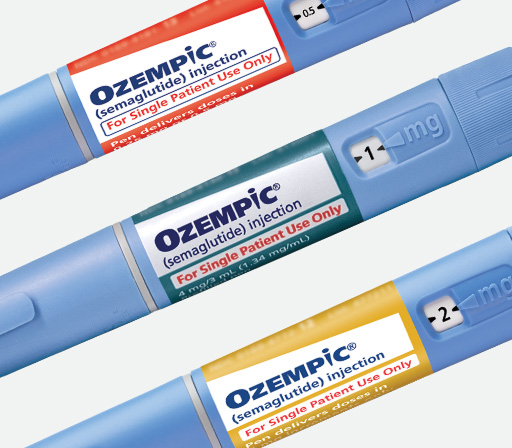 0.5
OZEMPIC®
(semaglutide) injection
For Single Patient Use Only
Pen delivers doses in
1 mg
OZEMPIC®
(semaglutide) injection
For Single Patient Use Only
4 mg/3 mL (1.34 mg/mL)
2 mg
OZEMPIC®
(semaglutide) injection
For Single Patient Use Only
Pen delivers doses in